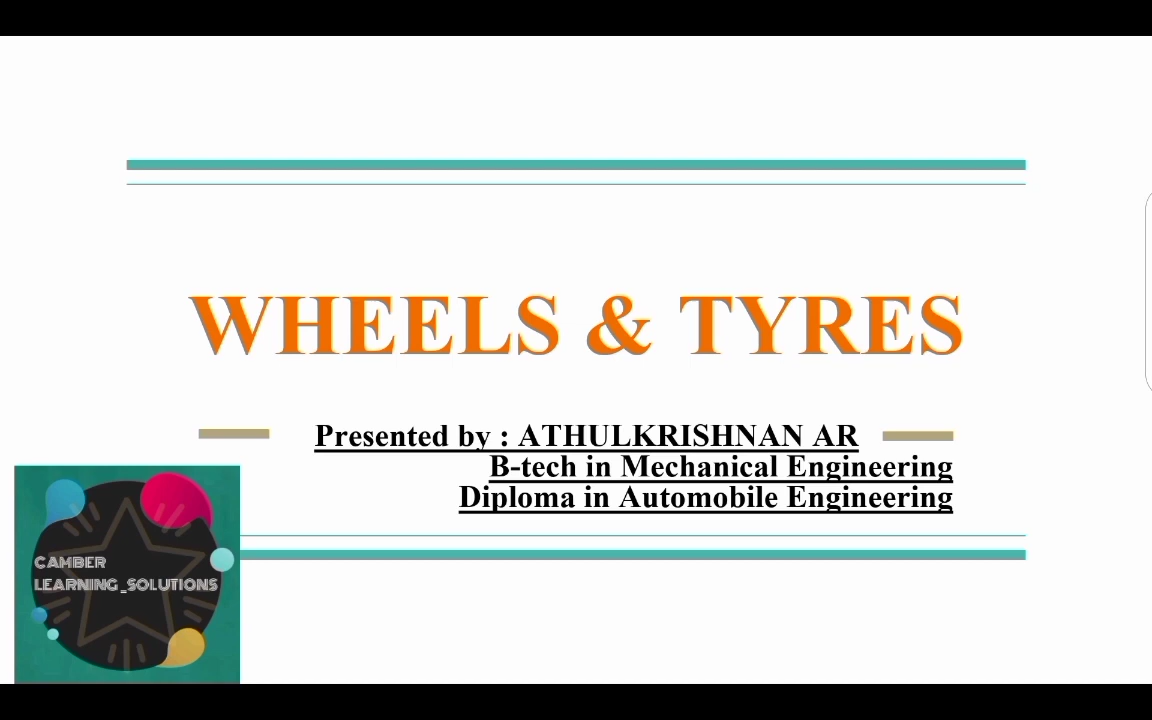 WHEELS & TYRES
Presented by : ATHULKRISHNAN AR
B-tech in Mechanical Engineering
Diploma in Automobile Engineering
CAMBER
LEARNING_SOLUTIONS